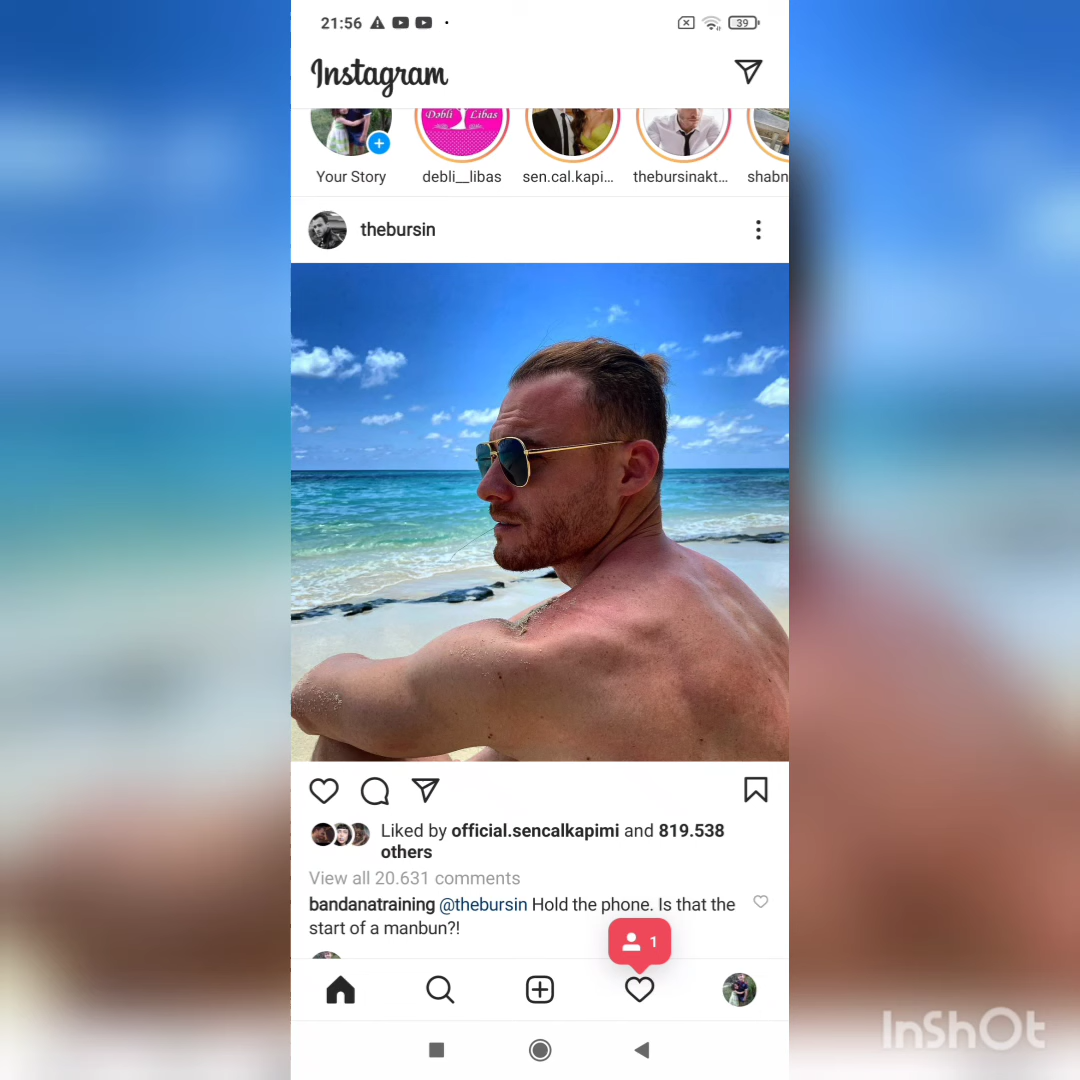 21:56
39
Instagram
Dəbli Libas
Your Story
debli__libas
sen.cal.kapi...
thebursinakt...
shabn
thebursin
Liked by official.sencalkapimi and 819.538
others
View all 20.631 comments
bandanatraining @thebursin Hold the phone. Is that the
start of a manbun?!
1
InShOt